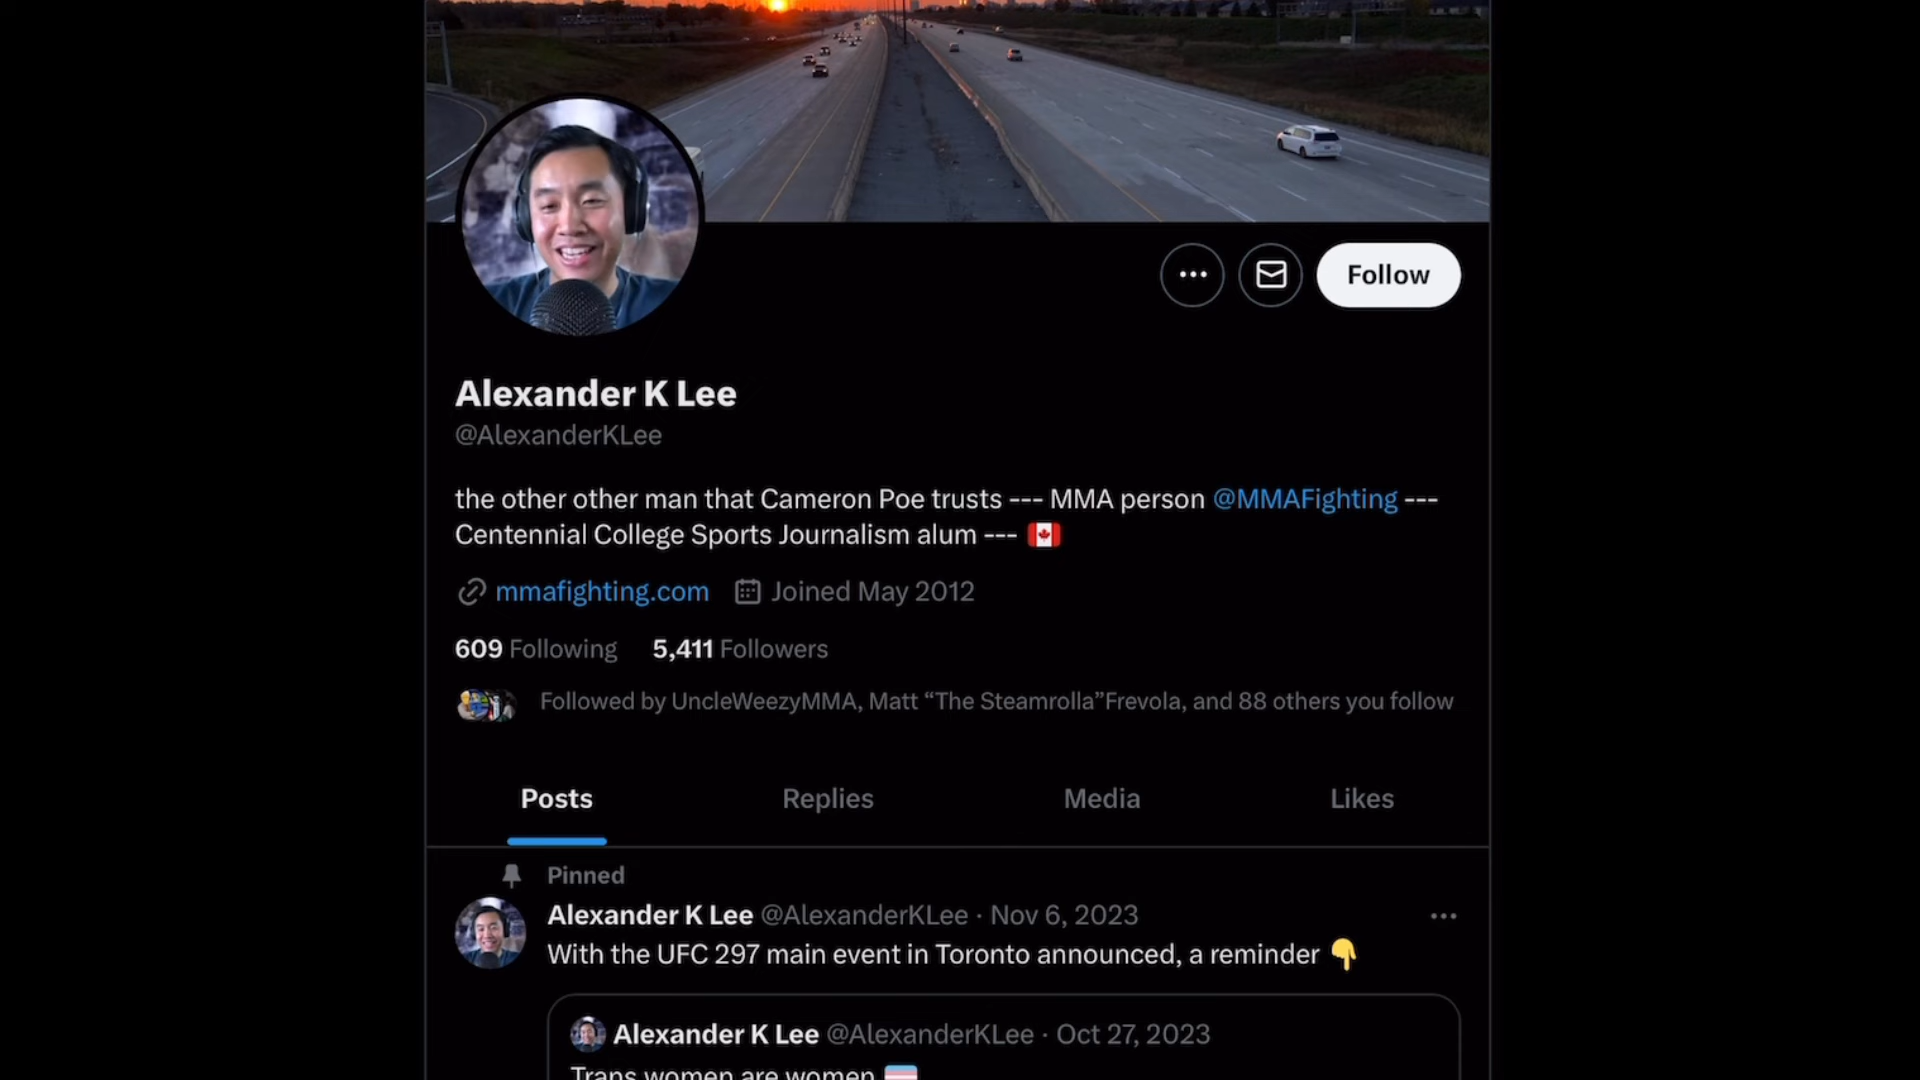 Follow
Alexander K Lee
@AlexanderKLee
the other other man that Cameron Poe trusts --- MMA person @MMAFighting ---
Centennial College Sports Journalism alum --- 🇨🇦
mmafighting.com Joined May 2012
609 Following 5,411 Followers
Followed by UncleWeezyMMA, Matt “The Steamrolla”Frevola, and 88 others you follow
Posts Replies Media Likes
Pinned
Alexander K Lee @AlexanderKLee · Nov 6, 2023
With the UFC 297 main event in Toronto announced, a reminder 👇
Alexander K Lee @AlexanderKLee · Oct 27, 2023
Trans women are women 🏳️‍⚧️